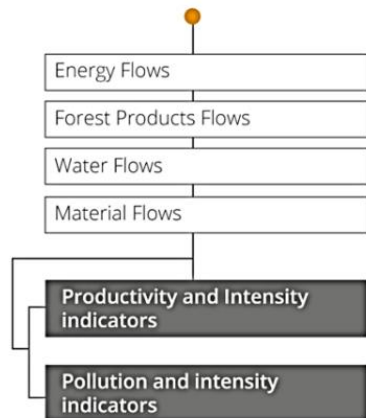 Energy Flows
Forest Products Flows
Water Flows
Material Flows
Productivity and Intensity
indicators
Pollution and intensity
indicators